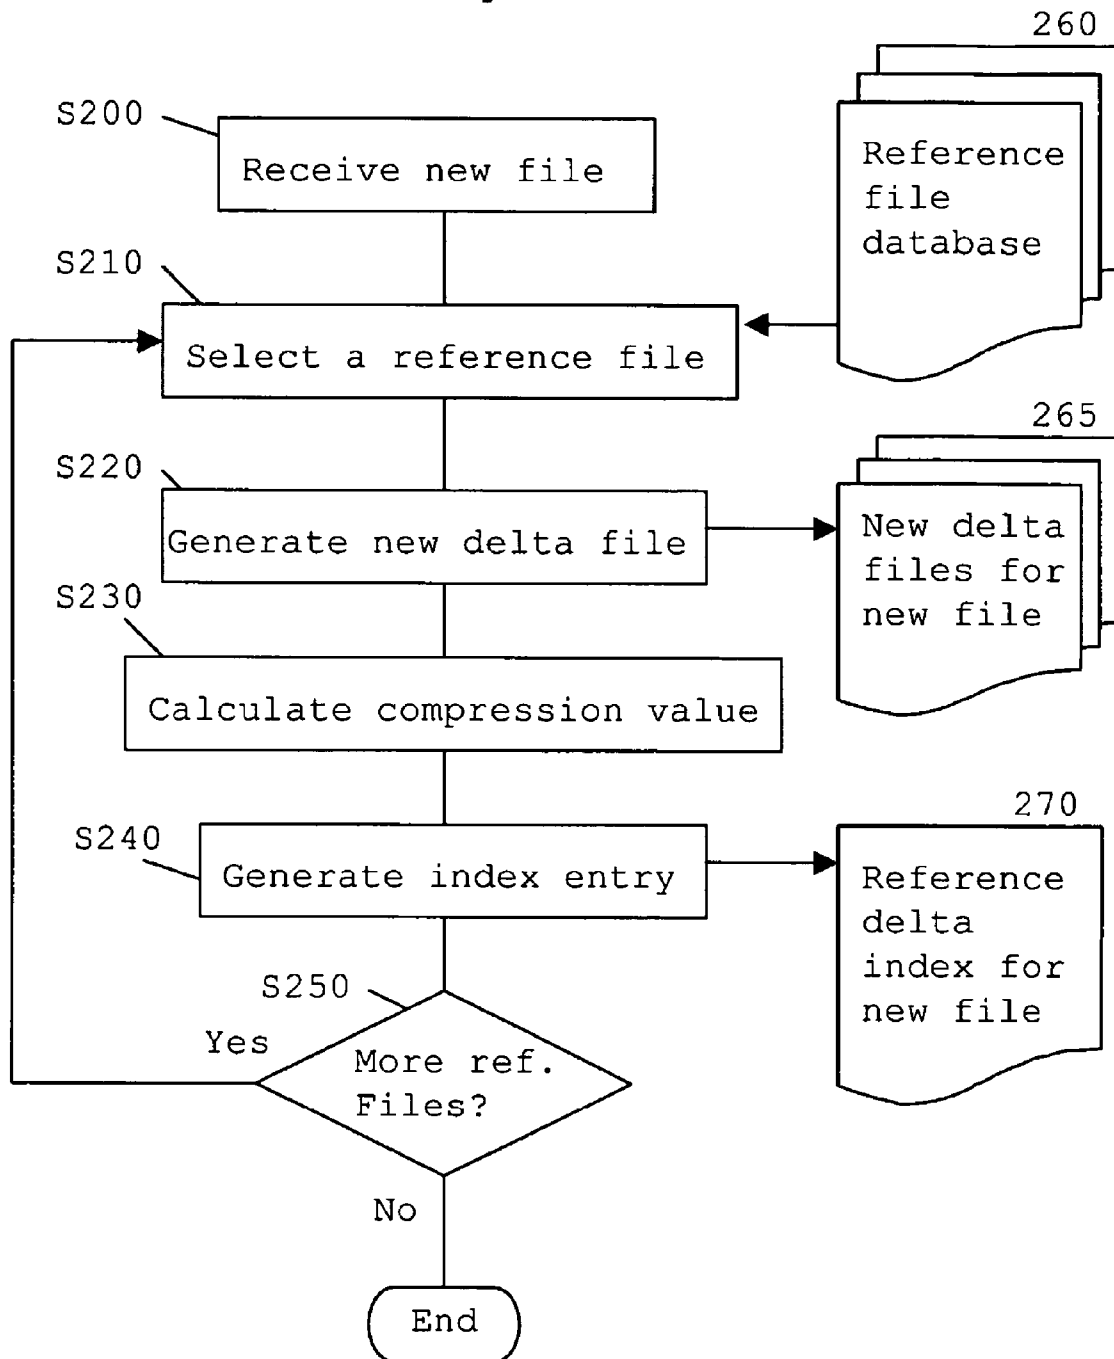 260
S200
Receive new file
Reference
file
database
S210
Select a reference file
265
S220
Generate new delta file
New delta
files for
new file
S230
Calculate compression value
270
S240
Generate index entry
Reference
delta
index for
new file
S250
Yes
More ref.
Files?
No
End